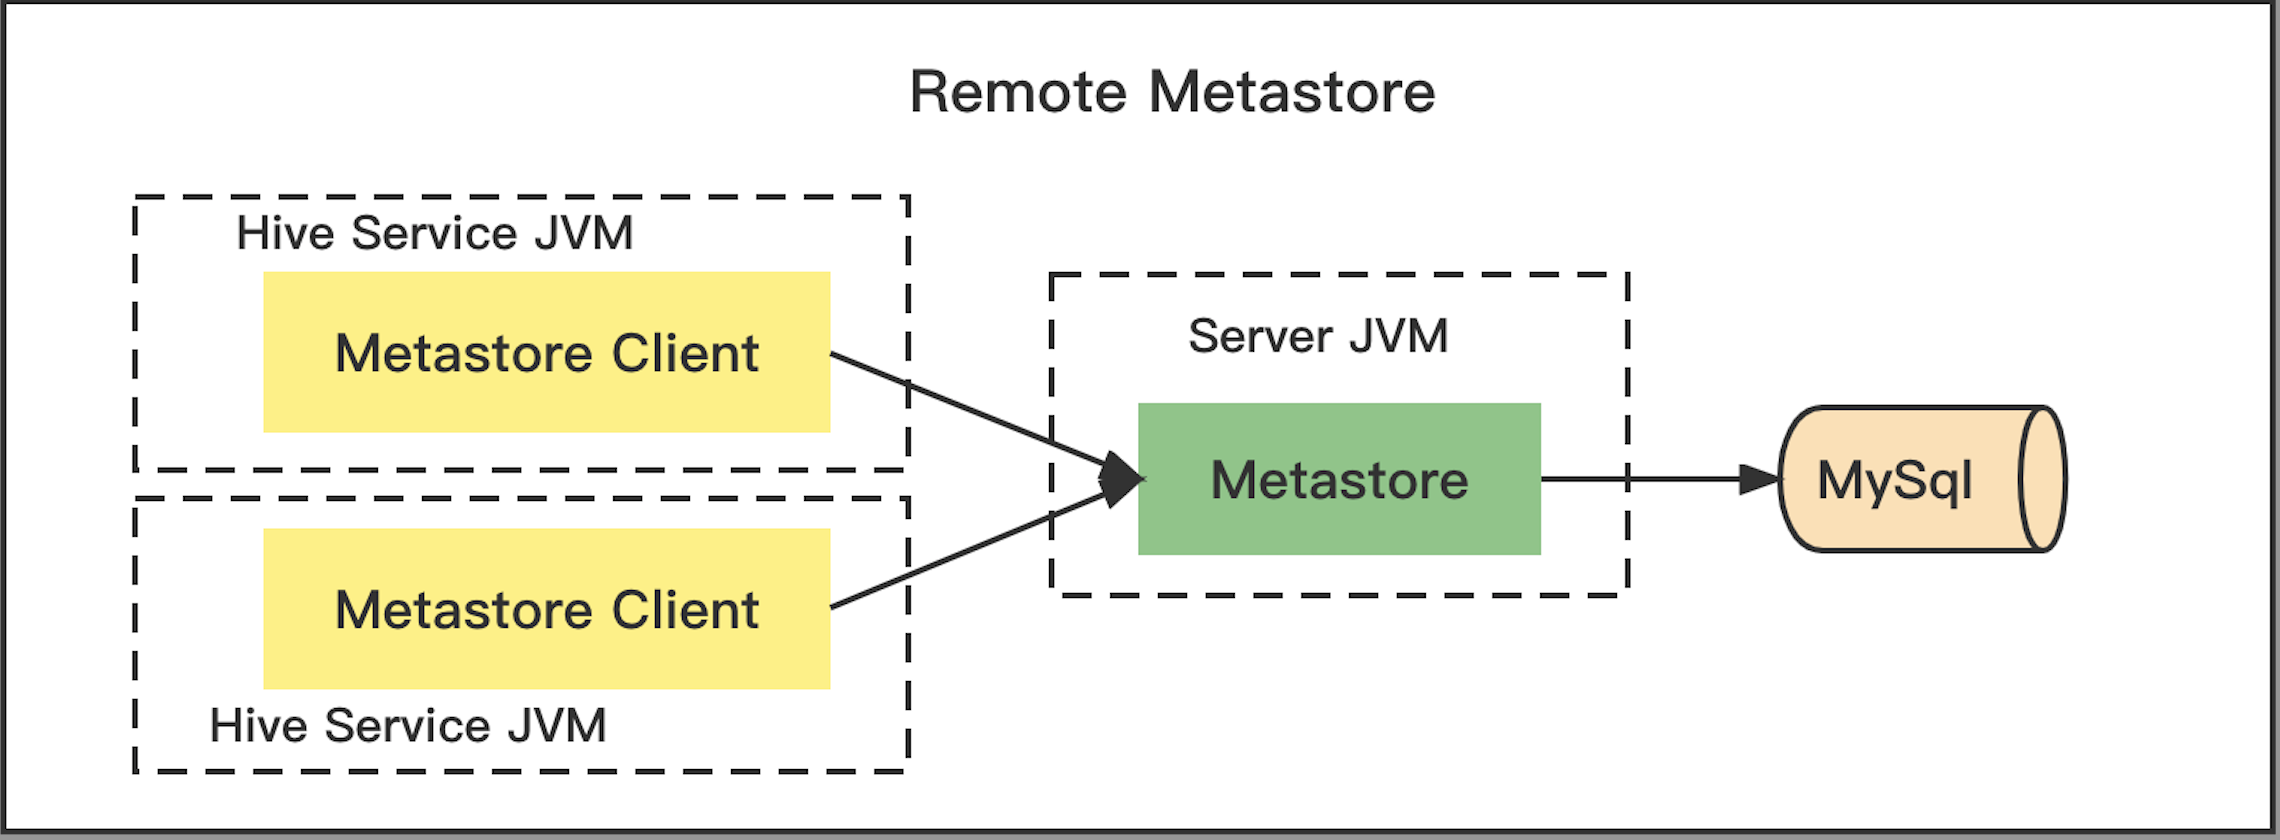 Remote Metastore
Hive Service JVM
Metastore Client
Metastore Client
Hive Service JVM
Server JVM
Metastore
MySql